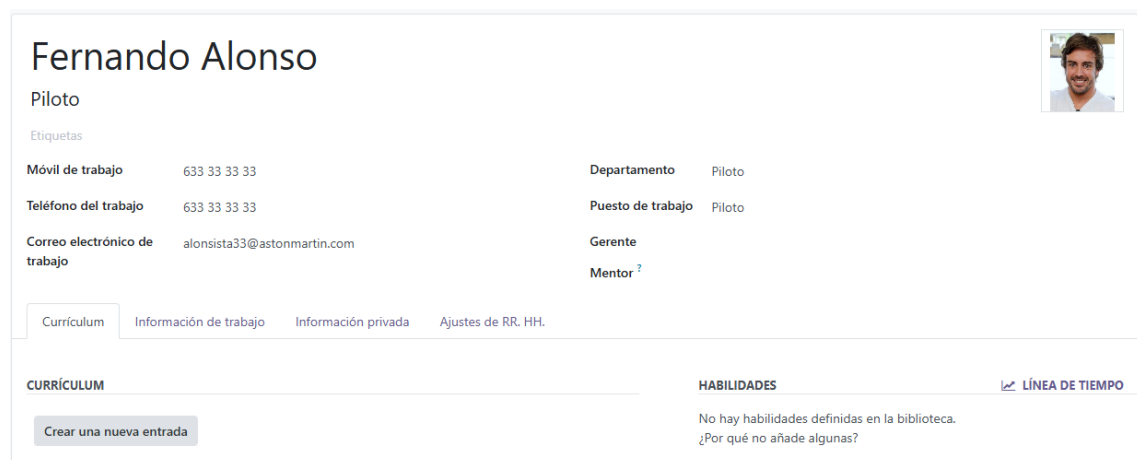 Fernando Alonso
Piloto
Etiquetas
Móvil de trabajo 633 33 33 33
Teléfono del trabajo 633 33 33 33
Correo electrónico de trabajo alonsista33@astonmartin.com
Departamento Piloto
Puesto de trabajo Piloto
Gerente
Mentor ?
Currículum Información de trabajo Información privada Ajustes de RR. HH.
CURRÍCULUM
Crear una nueva entrada
HABILIDADES LÍNEA DE TIEMPO
No hay habilidades definidas en la biblioteca.
¿Por qué no añade algunas?